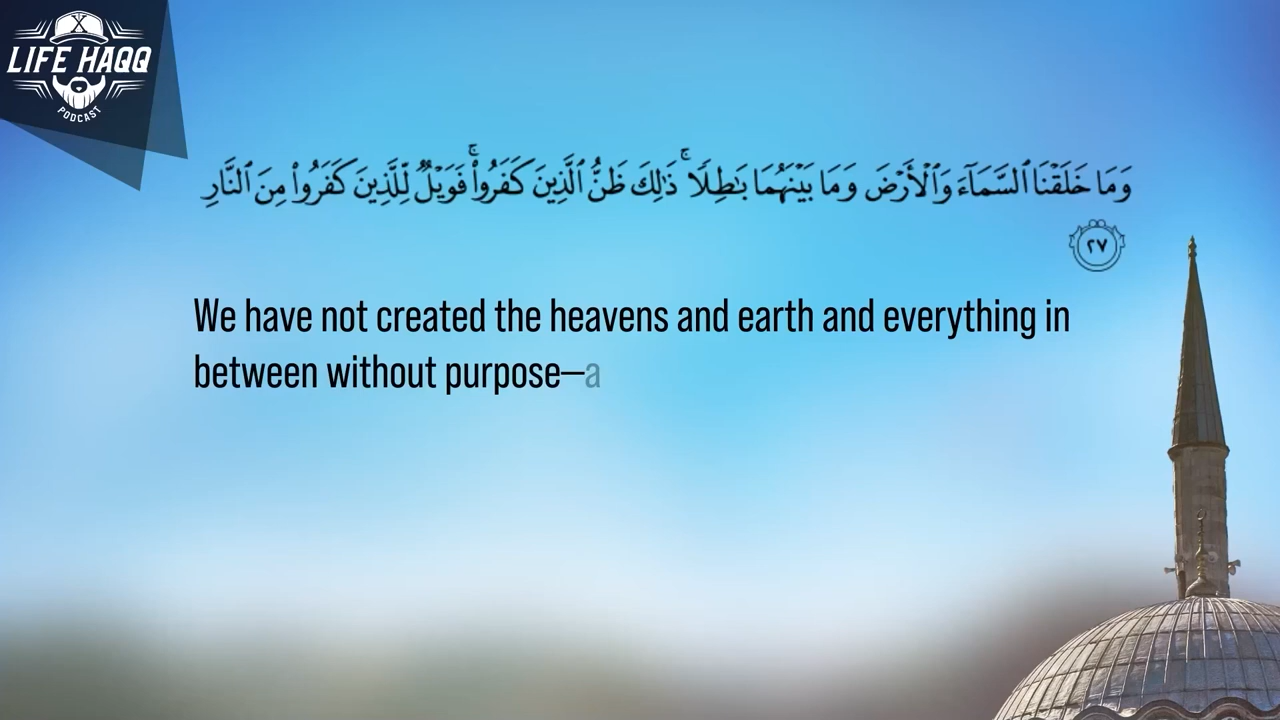 LIFE HAQQ
PODCAST
وَمَا خَلَقْنَا ٱلسَّمَآءَ وَٱلْأَرْضَ وَمَا بَيْنَهُمَا بَـٰطِلًا ۚ ذَٰلِكَ ظَنُّ ٱلَّذِينَ كَفَرُوا۟ ۚ فَوَيْلٌ لِّلَّذِينَ كَفَرُوا۟ مِنَ ٱلنَّارِ
٢٧
We have not created the heavens and earth and everything in
between without purpose—a